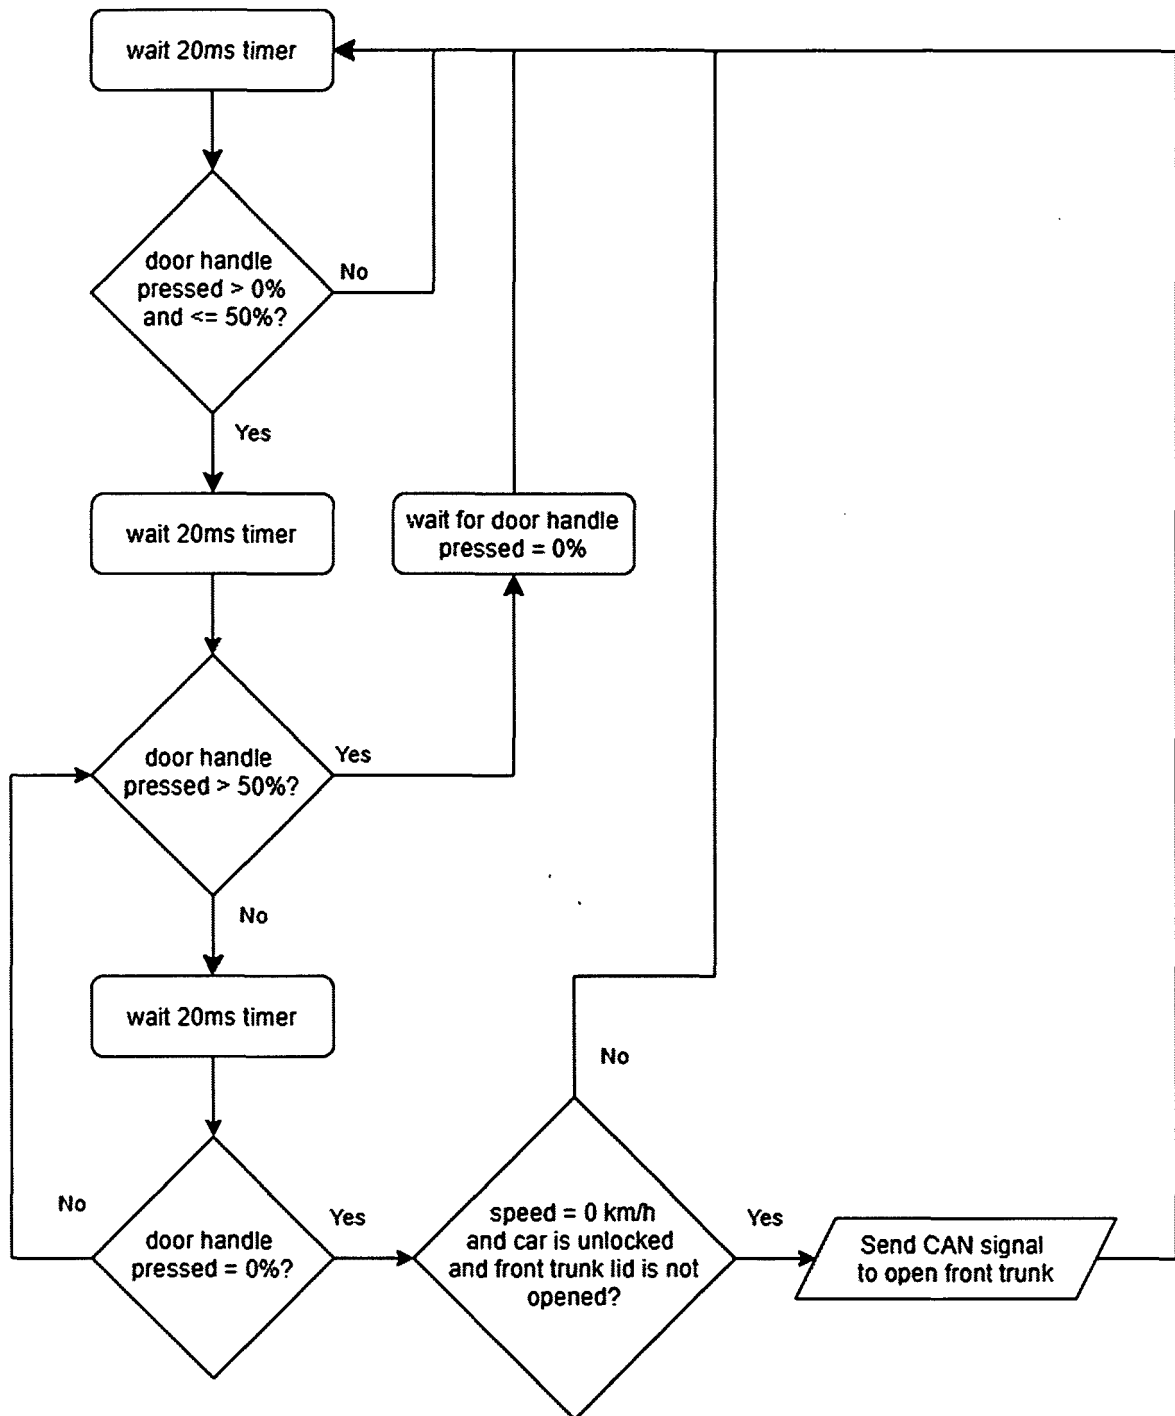 wait 20ms timer
door handle
pressed > 0%
and <= 50%?
No
Yes
wait 20ms timer
wait for door handle
pressed = 0%
door handle
pressed > 50%?
Yes
No
wait 20ms timer
No
door handle
pressed = 0%?
No
Yes
speed = 0 km/h
and car is unlocked
and front trunk lid is not
opened?
Yes
Send CAN signal
to open front trunk